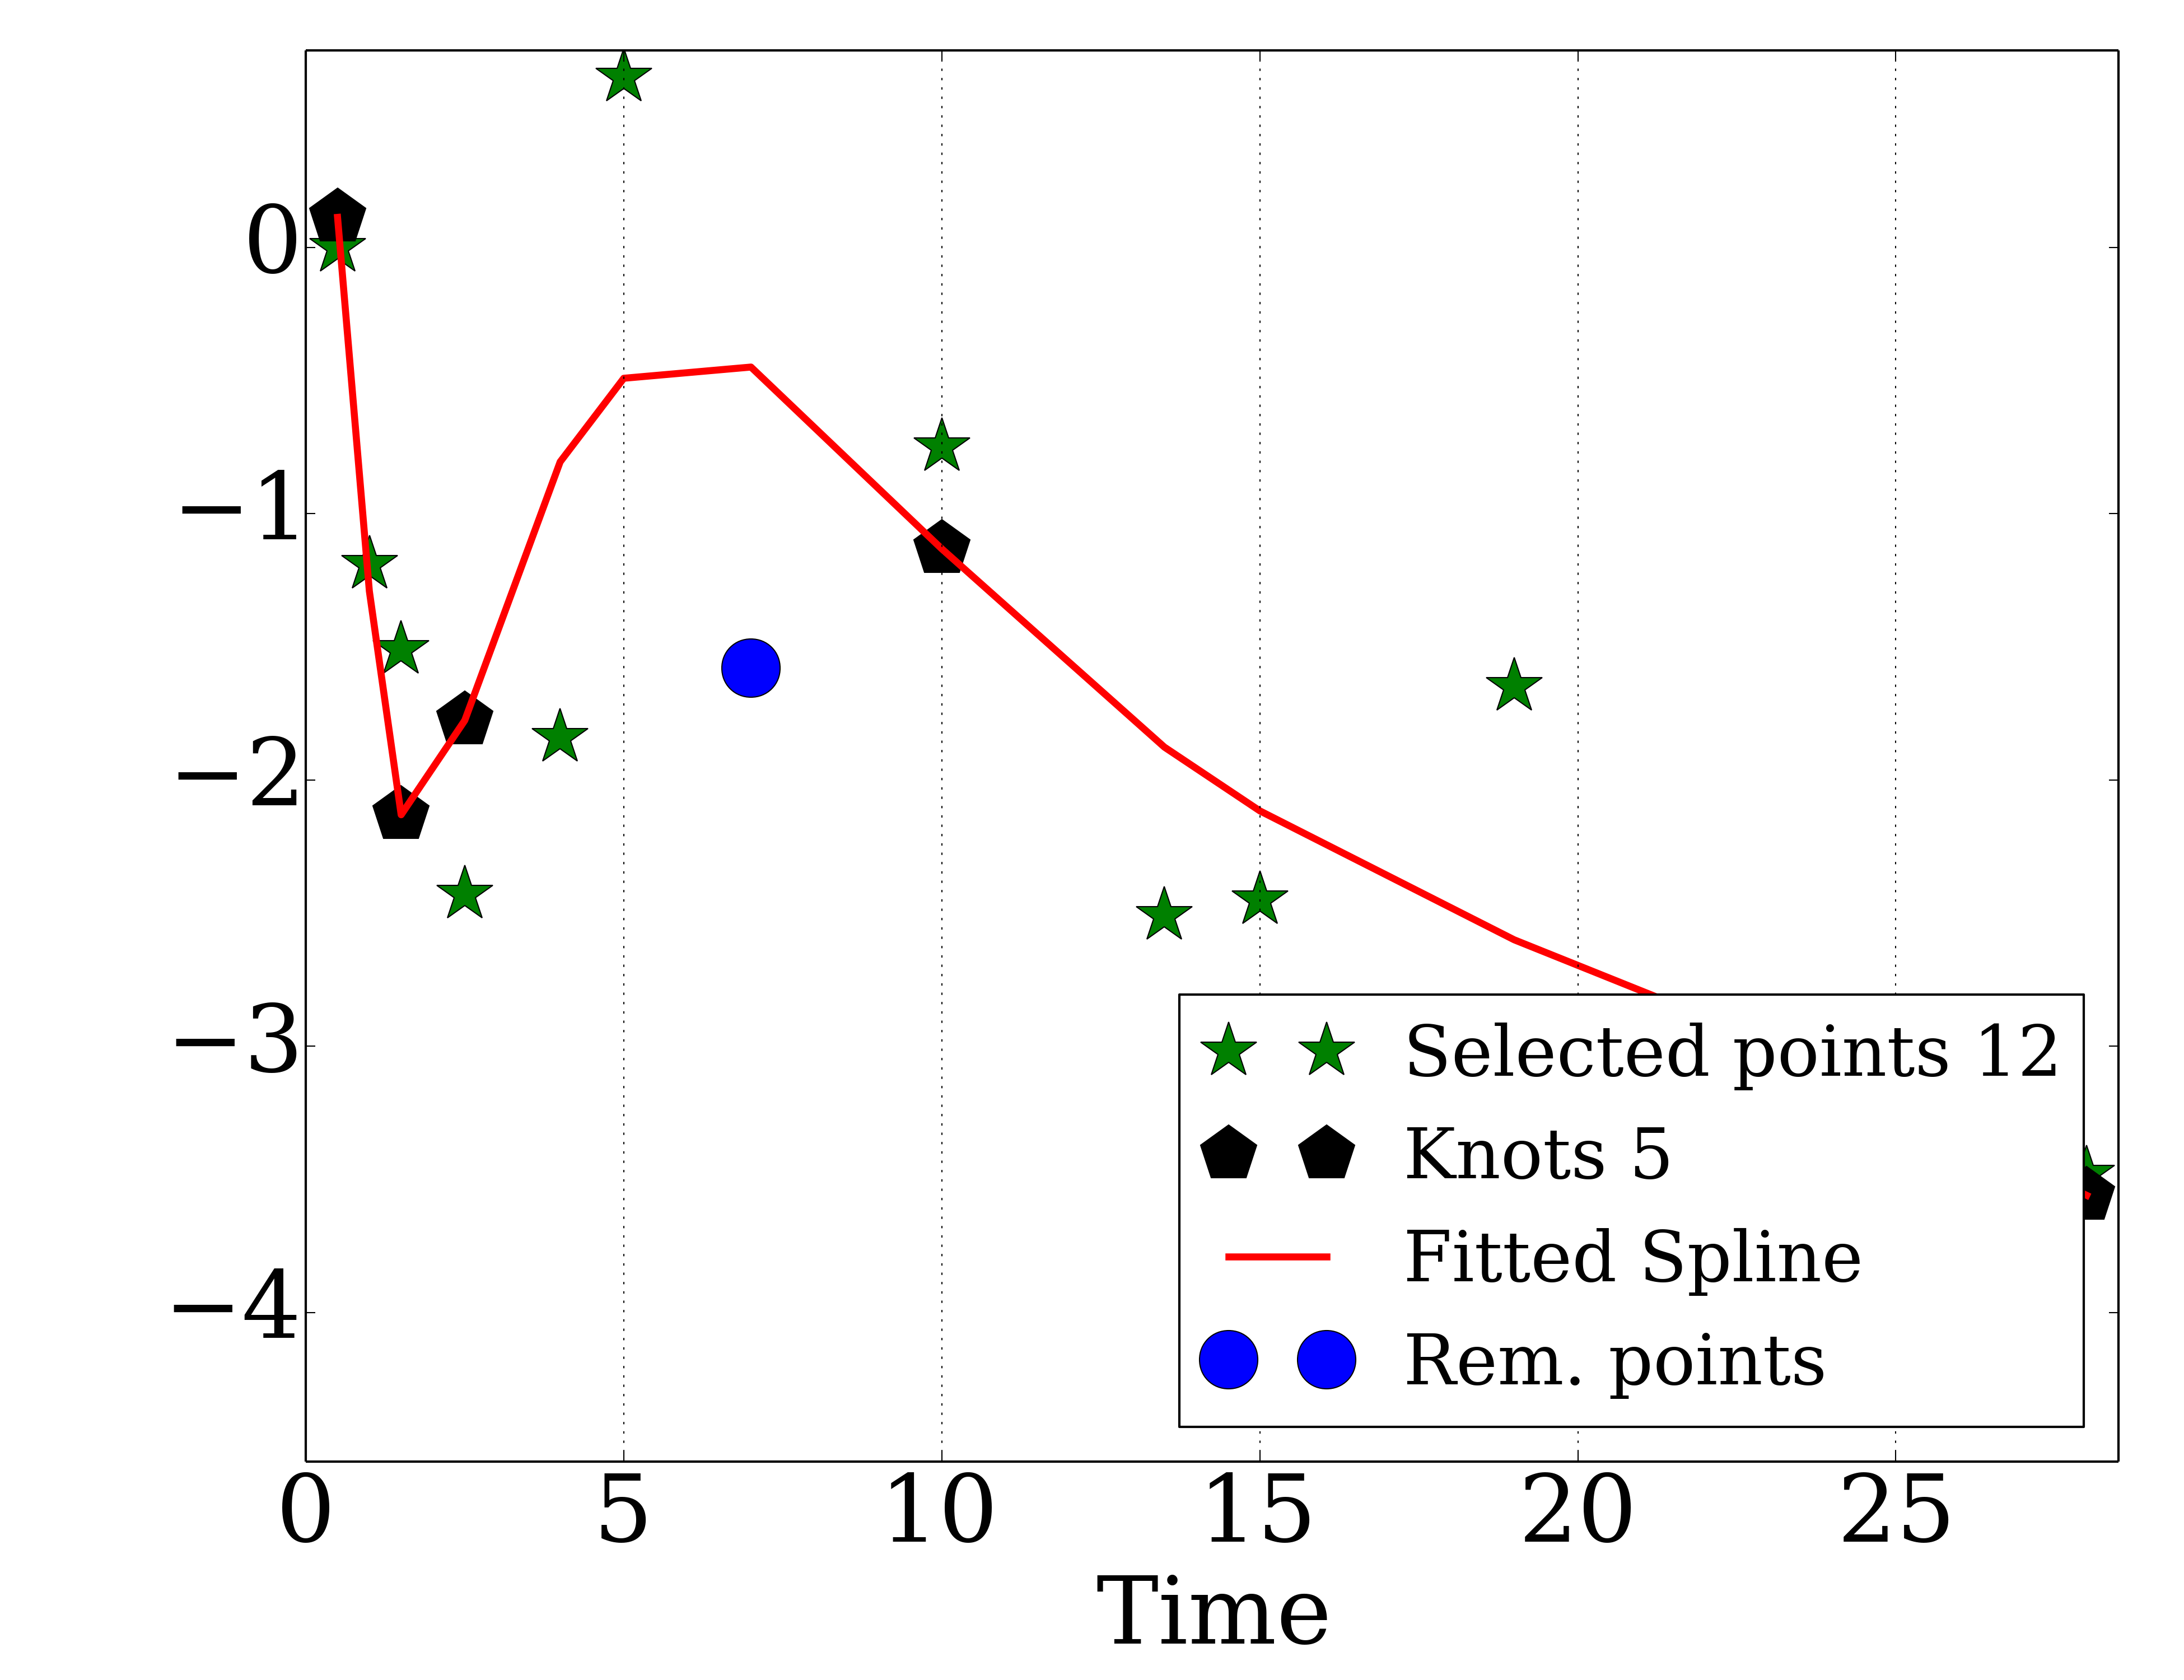 0
−1
−2
−3
−4
Selected points 12
Knots 5
Fitted Spline
Rem. points
0 5 10 15 20 25
Time